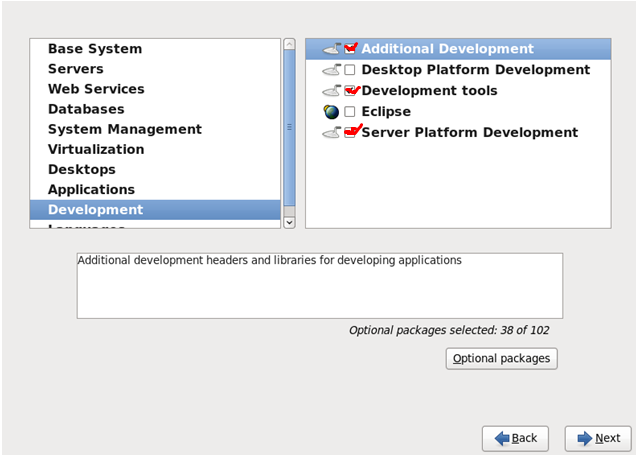 Base System
Servers
Web Services
Databases
System Management
Virtualization
Desktops
Applications
Development
Additional Development
Desktop Platform Development
Development tools
Eclipse
Server Platform Development
Additional development headers and libraries for developing applications
Optional packages selected: 38 of 102
Optional packages
Back
Next